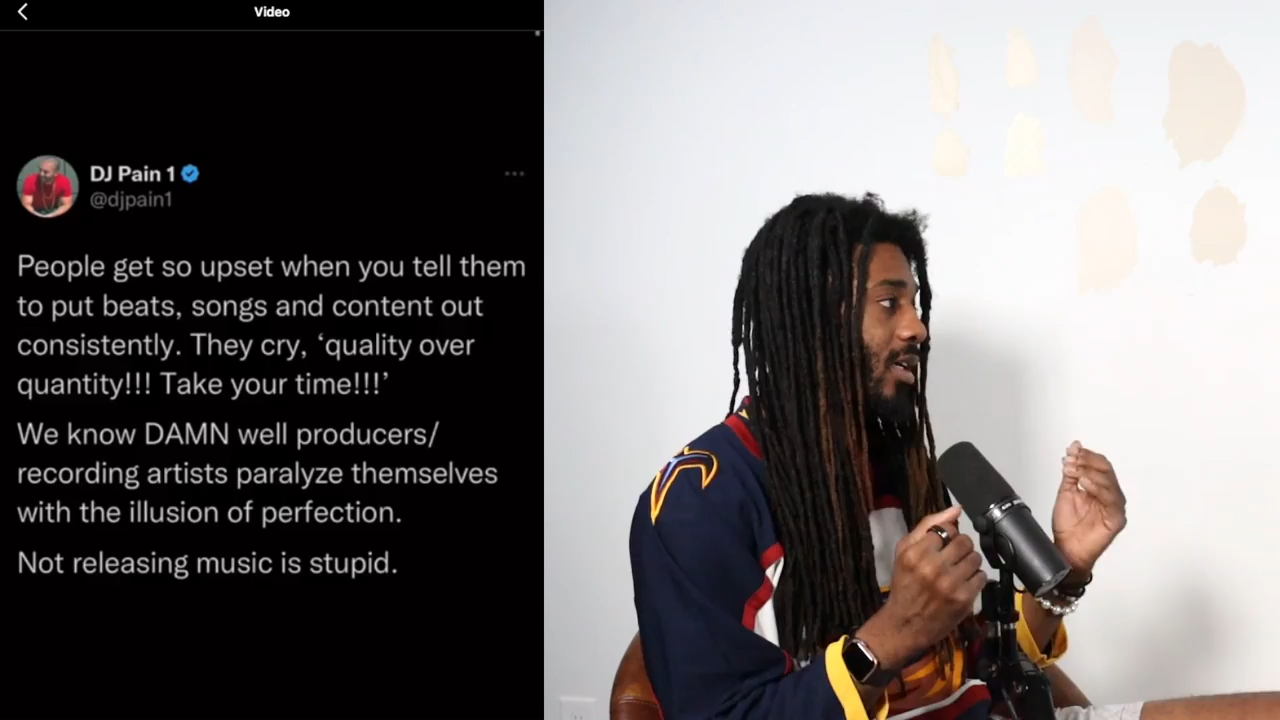 Video
DJ Pain 1
@djpain1
People get so upset when you tell them
to put beats, songs and content out
consistently. They cry, ‘quality over
quantity!!! Take your time!!!’
We know DAMN well producers/
recording artists paralyze themselves
with the illusion of perfection.
Not releasing music is stupid.